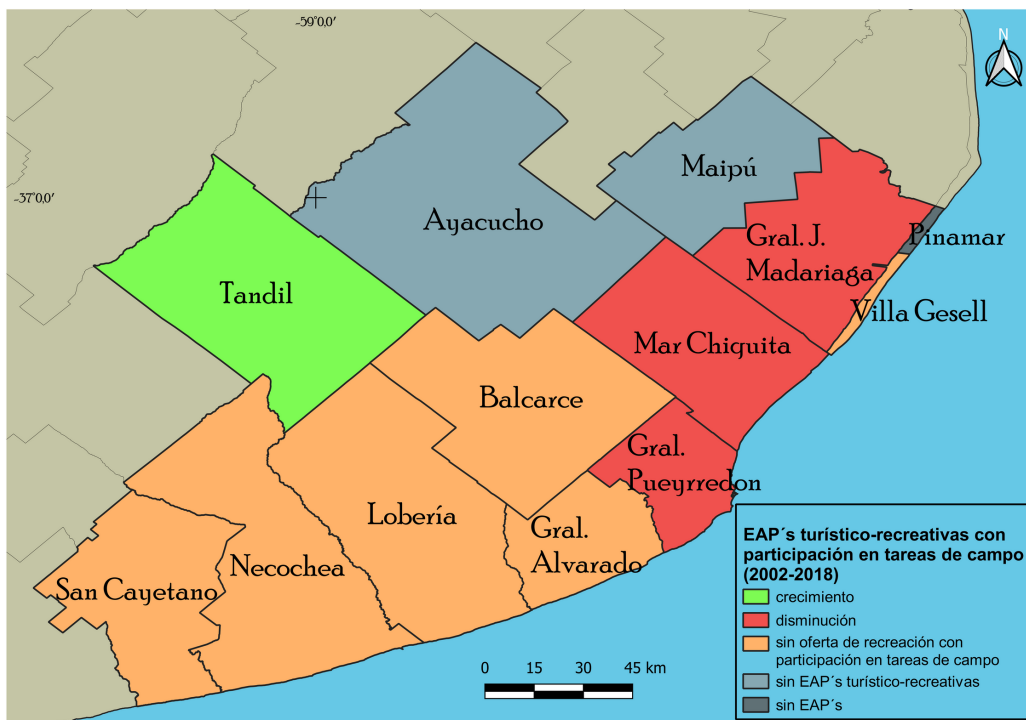 -59°0,0'
N
-37°0,0'
Maipú
Ayacucho
Gral. J.
Madariaga
Pinamar
Tandil
Villa Gesell
Mar Chiquita
Balcarce
Gral.
Pueyrredon
Lobería
Gral.
Alvarado
Necochea
San Cayetano
EAP´s turístico-recreativas con
participación en tareas de campo
(2002-2018)
crecimiento
disminución
sin oferta de recreación con
participación en tareas de campo
sin EAP´s turístico-recreativas
sin EAP´s
0 15 30 45 km